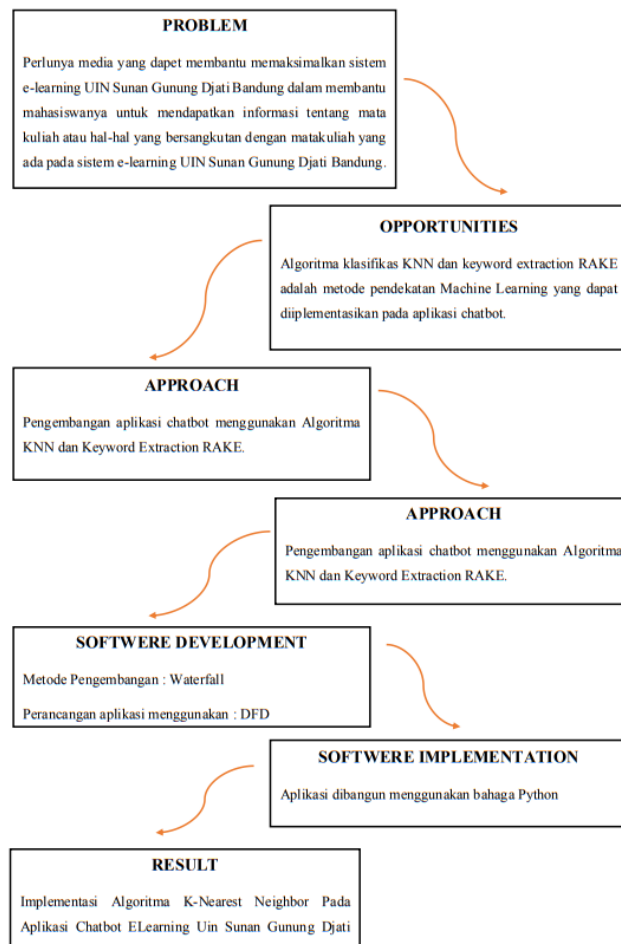 PROBLEM
Perlunya media yang dapet membantu memaksimalkan sistem
e-learning UIN Sunan Gunung Djati Bandung dalam membantu
mahasiswanya untuk mendapatkan informasi tentang mata
kuliah atau hal-hal yang bersangkutan dengan matakuliah yang
ada pada sistem e-learning UIN Sunan Gunung Djati Bandung.
OPPORTUNITIES
Algoritma klasifikas KNN dan keyword extraction RAKE
adalah metode pendekatan Machine Learning yang dapat
diiplementasikan pada aplikasi chatbot.
APPROACH
Pengembangan aplikasi chatbot menggunakan Algoritma
KNN dan Keyword Extraction RAKE.
APPROACH
Pengembangan aplikasi chatbot menggunakan Algoritma
KNN dan Keyword Extraction RAKE.
SOFTWERE DEVELOPMENT
Metode Pengembangan : Waterfall
Perancangan aplikasi menggunakan : DFD
SOFTWERE IMPLEMENTATION
Aplikasi dibangun menggunakan bahaga Python
RESULT
Implementasi Algoritma K-Nearest Neighbor Pada
Aplikasi Chatbot ELearning Uin Sunan Gunung Djati